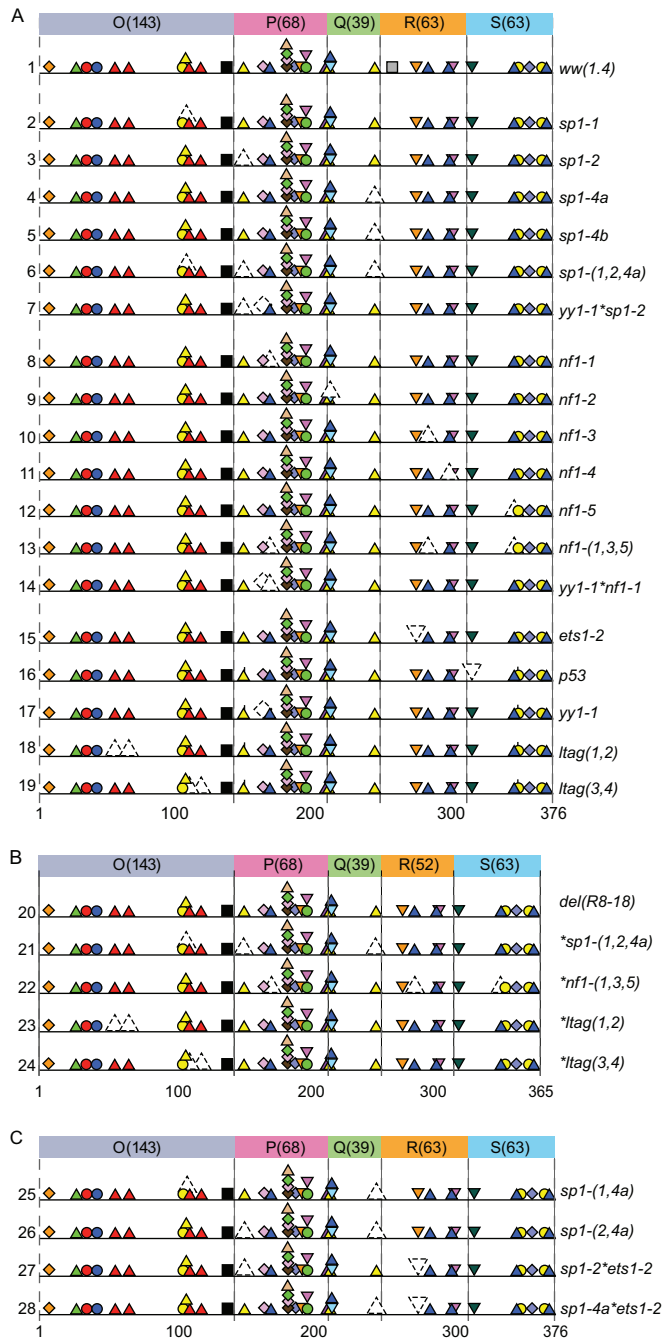 A
O(143) P(68) Q(39) R(63) S(63)
1 ww(1.4)
2 sp1-1
3 sp1-2
4 sp1-4a
5 sp1-4b
6 sp1-(1,2,4a)
7 yy1-1*sp1-2
8 nf1-1
9 nf1-2
10 nf1-3
11 nf1-4
12 nf1-5
13 nf1-(1,3,5)
14 yy1-1*nf1-1
15 ets1-2
16 p53
17 yy1-1
18 ltag(1,2)
19 ltag(3,4)
1 100 200 300 376
B
O(143) P(68) Q(39) R(52) S(63)
20 del(R8-18)
21 *sp1-(1,2,4a)
22 *nf1-(1,3,5)
23 *ltag(1,2)
24 *ltag(3,4)
1 100 200 300 365
C
O(143) P(68) Q(39) R(63) S(63)
25 sp1-(1,4a)
26 sp1-(2,4a)
27 sp1-2*ets1-2
28 sp1-4a*ets1-2
1 100 200 300 376